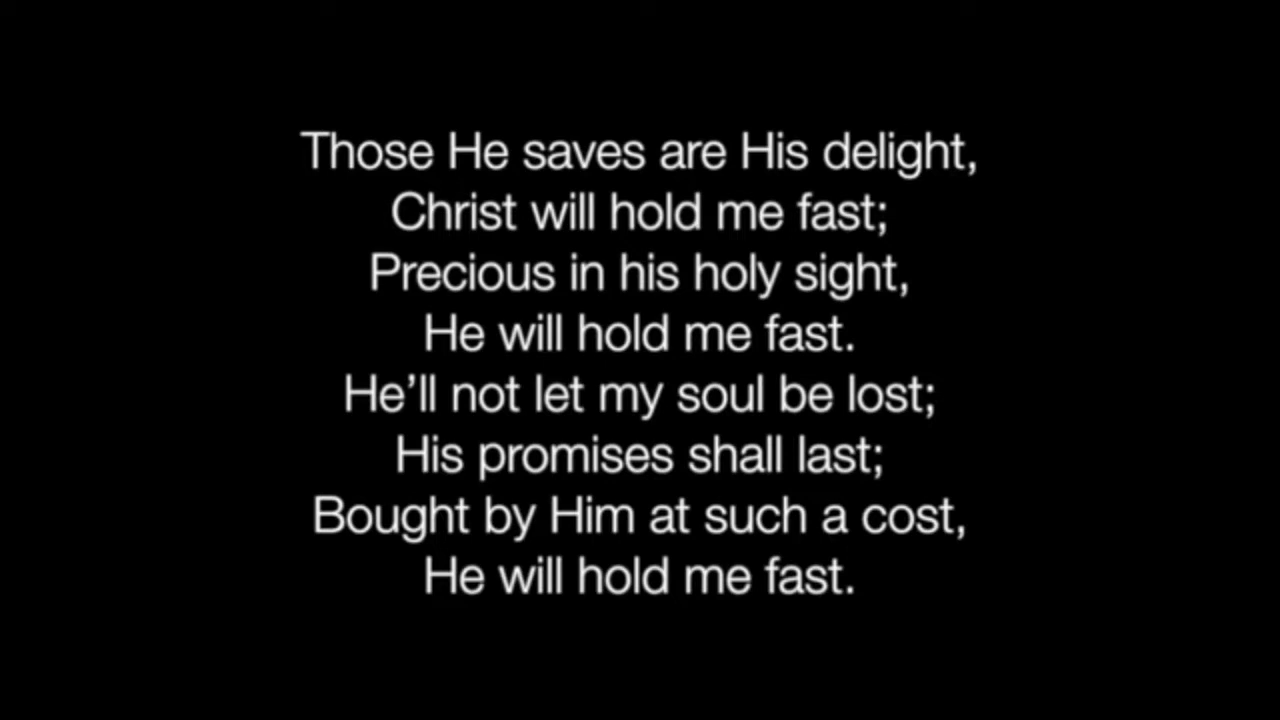 Those He saves are His delight,
Christ will hold me fast;
Precious in his holy sight,
He will hold me fast.
He’ll not let my soul be lost;
His promises shall last;
Bought by Him at such a cost,
He will hold me fast.